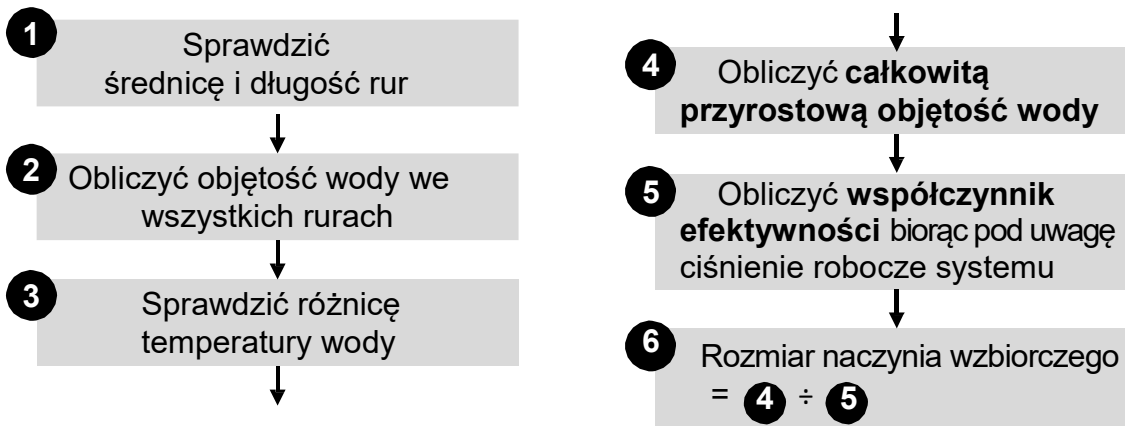 1
Sprawdzić
średnicę i długość rur
2
Obliczyć objętość wody we
wszystkich rurach
3
Sprawdzić różnicę
temperatury wody
4
Obliczyć całkowitą
przyrostową objętość wody
5
Obliczyć współczynnik
efektywności biorąc pod uwagę
ciśnienie robocze systemu
6
Rozmiar naczynia wzbiorczego
= 4 ÷ 5